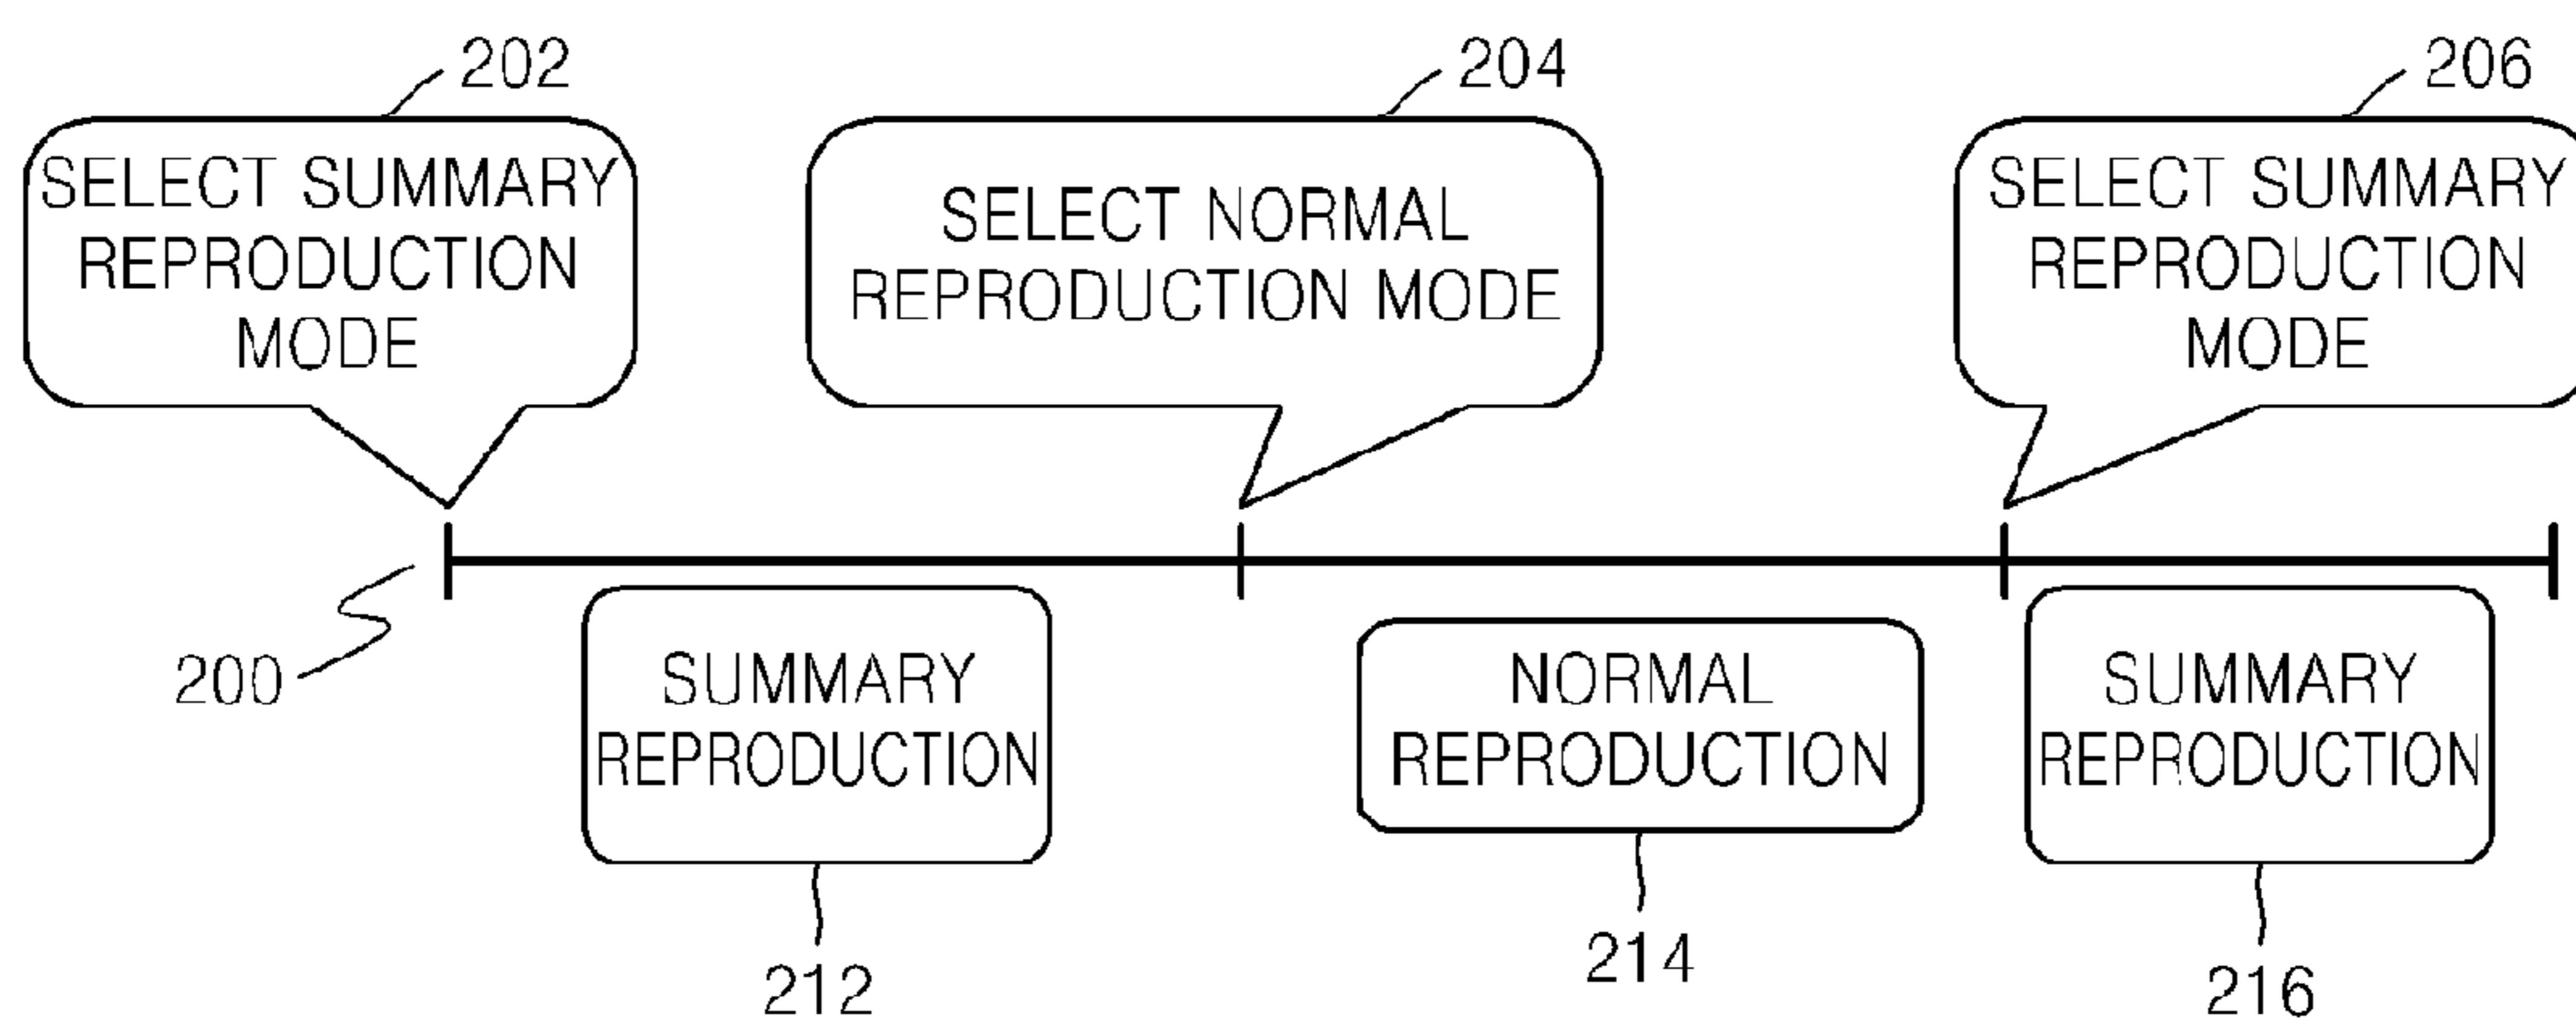 202
204
206
SELECT SUMMARY
REPRODUCTION
MODE
SELECT NORMAL
REPRODUCTION MODE
SELECT SUMMARY
REPRODUCTION
MODE
200
SUMMARY
REPRODUCTION
NORMAL
REPRODUCTION
SUMMARY
REPRODUCTION
212
214
216